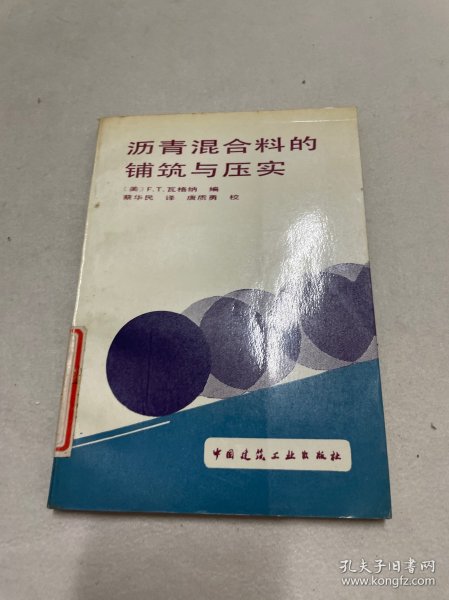 沥青混合料的
铺筑与压实
〔美〕F.T.瓦格纳 编
蔡华民 译 唐质勇 校
中国建筑工业出版社
孔夫子旧书网
www.kongfz.com